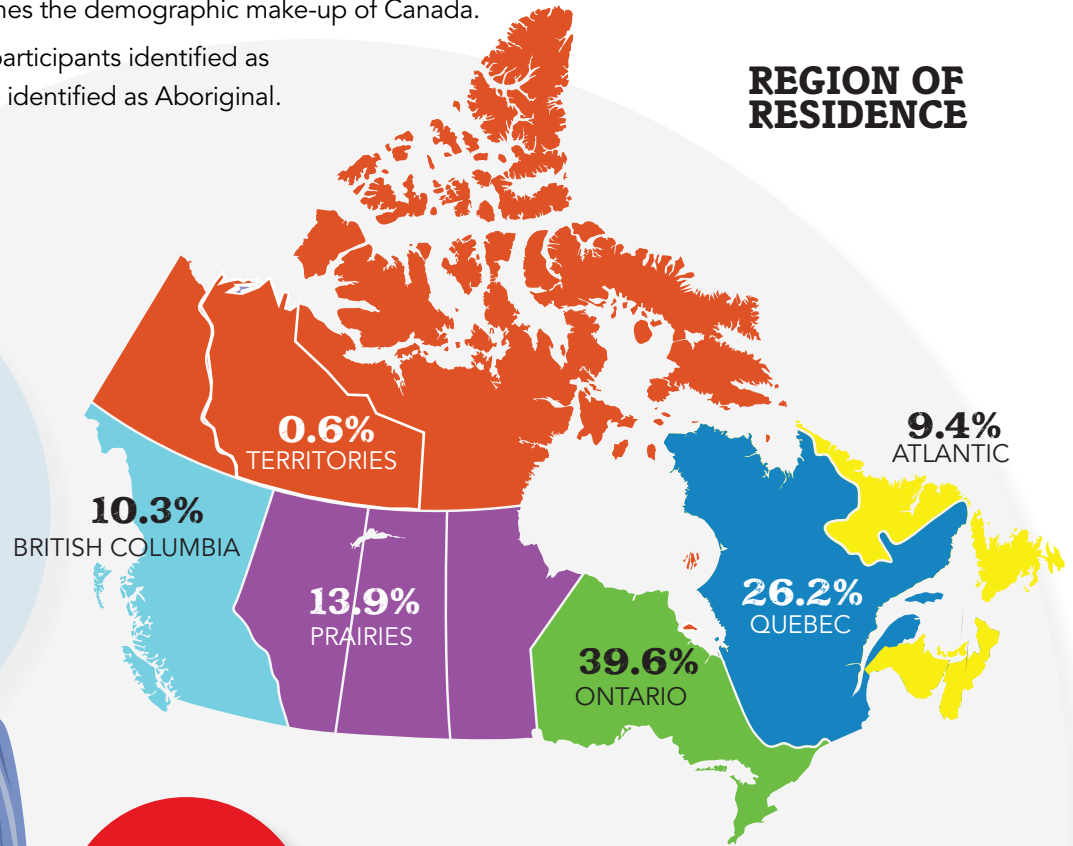 the demographic make-up of Canada.
participants identified as
identified as Aboriginal.
REGION OF
RESIDENCE
0.6%
TERRITORIES
9.4%
ATLANTIC
10.3%
BRITISH COLUMBIA
13.9%
PRAIRIES
26.2%
QUEBEC
39.6%
ONTARIO